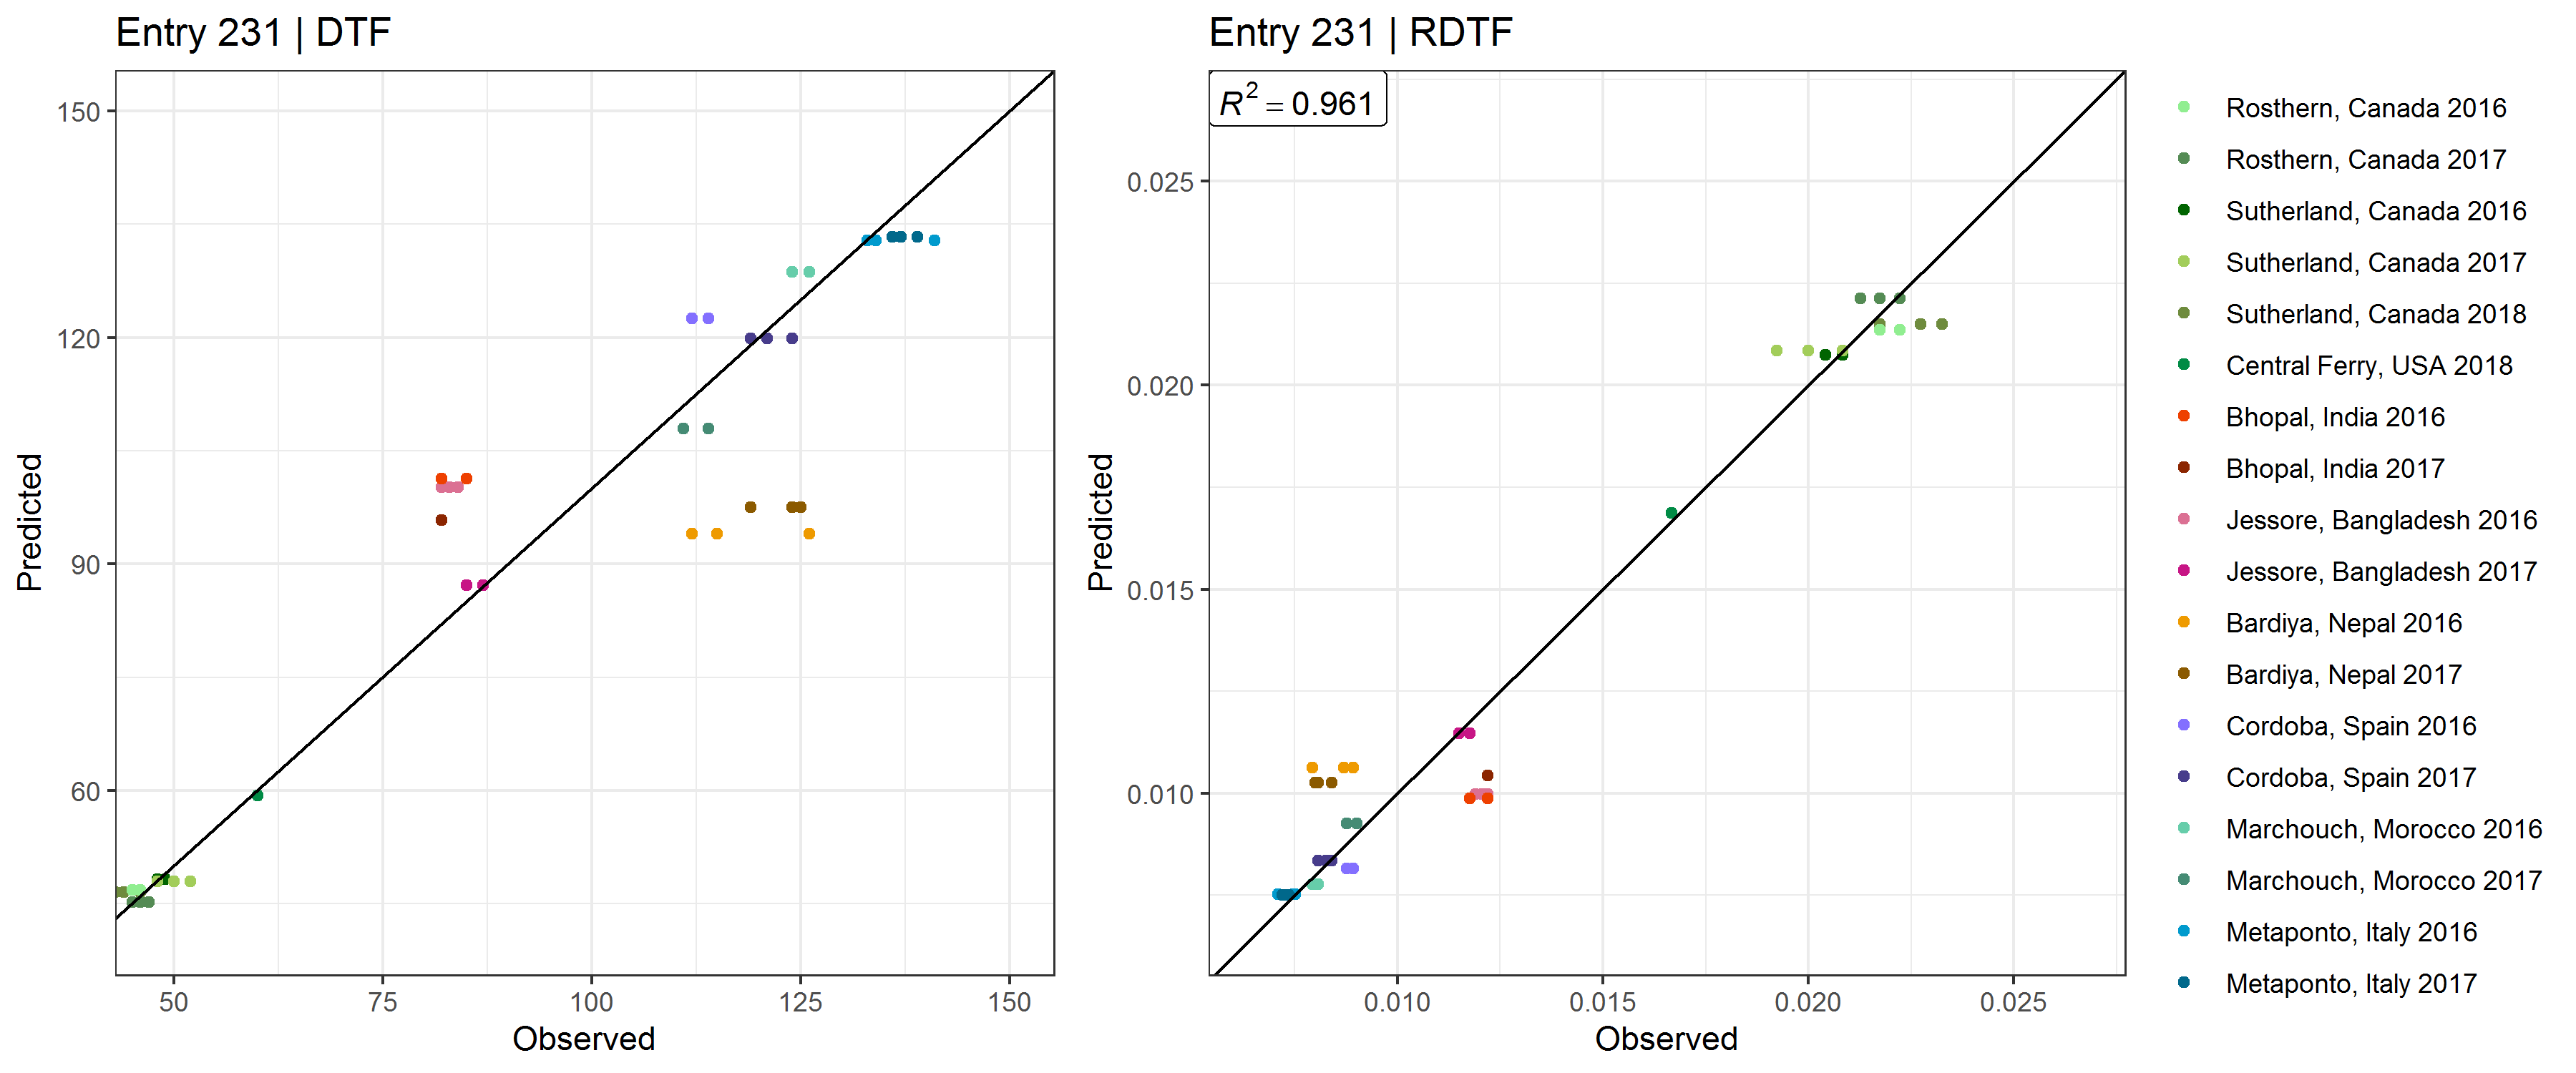 Entry 231 | DTF
150
120
90
60
Predicted
50
75
100
125
150
Observed
Entry 231 | RDTF
R² = 0.961
0.025
0.020
0.015
0.010
Predicted
0.010
0.015
0.020
0.025
Observed
Rosthern, Canada 2016
Rosthern, Canada 2017
Sutherland, Canada 2016
Sutherland, Canada 2017
Sutherland, Canada 2018
Central Ferry, USA 2018
Bhopal, India 2016
Bhopal, India 2017
Jessore, Bangladesh 2016
Jessore, Bangladesh 2017
Bardiya, Nepal 2016
Bardiya, Nepal 2017
Cordoba, Spain 2016
Cordoba, Spain 2017
Marchouch, Morocco 2016
Marchouch, Morocco 2017
Metaponto, Italy 2016
Metaponto, Italy 2017